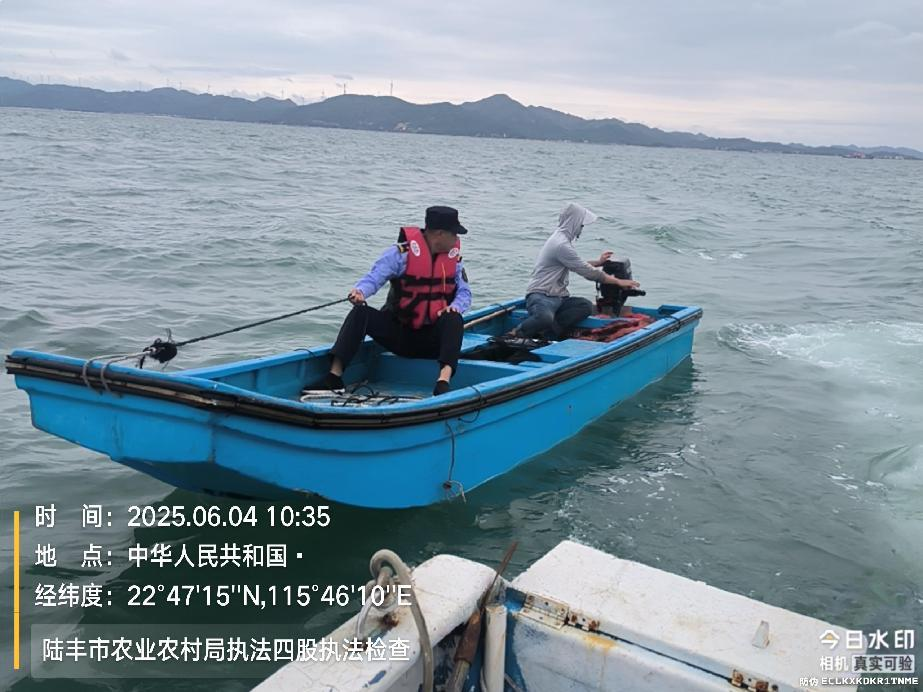 时 间：2025.06.04 10:35
地 点：中华人民共和国·
经纬度：22°47'15"N,115°46'10"E
陆丰市农业农村局执法四股执法检查
今日水印
相机 真实可验
防伪 ECLKXKDKR1TNME